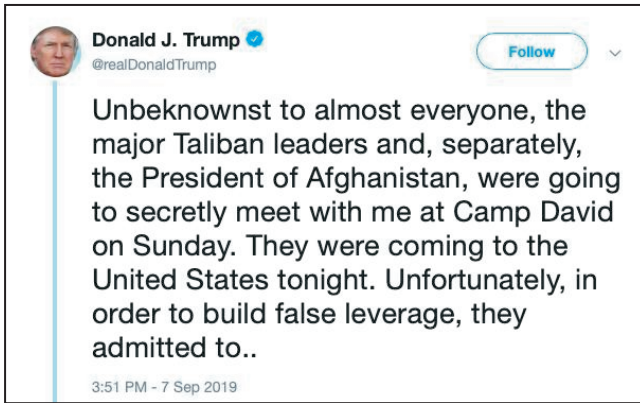 Donald J. Trump
Follow
@realDonaldTrump
Unbeknownst to almost everyone, the
major Taliban leaders and, separately,
the President of Afghanistan, were going
to secretly meet with me at Camp David
on Sunday. They were coming to the
United States tonight. Unfortunately, in
order to build false leverage, they
admitted to..
3:51 PM - 7 Sep 2019